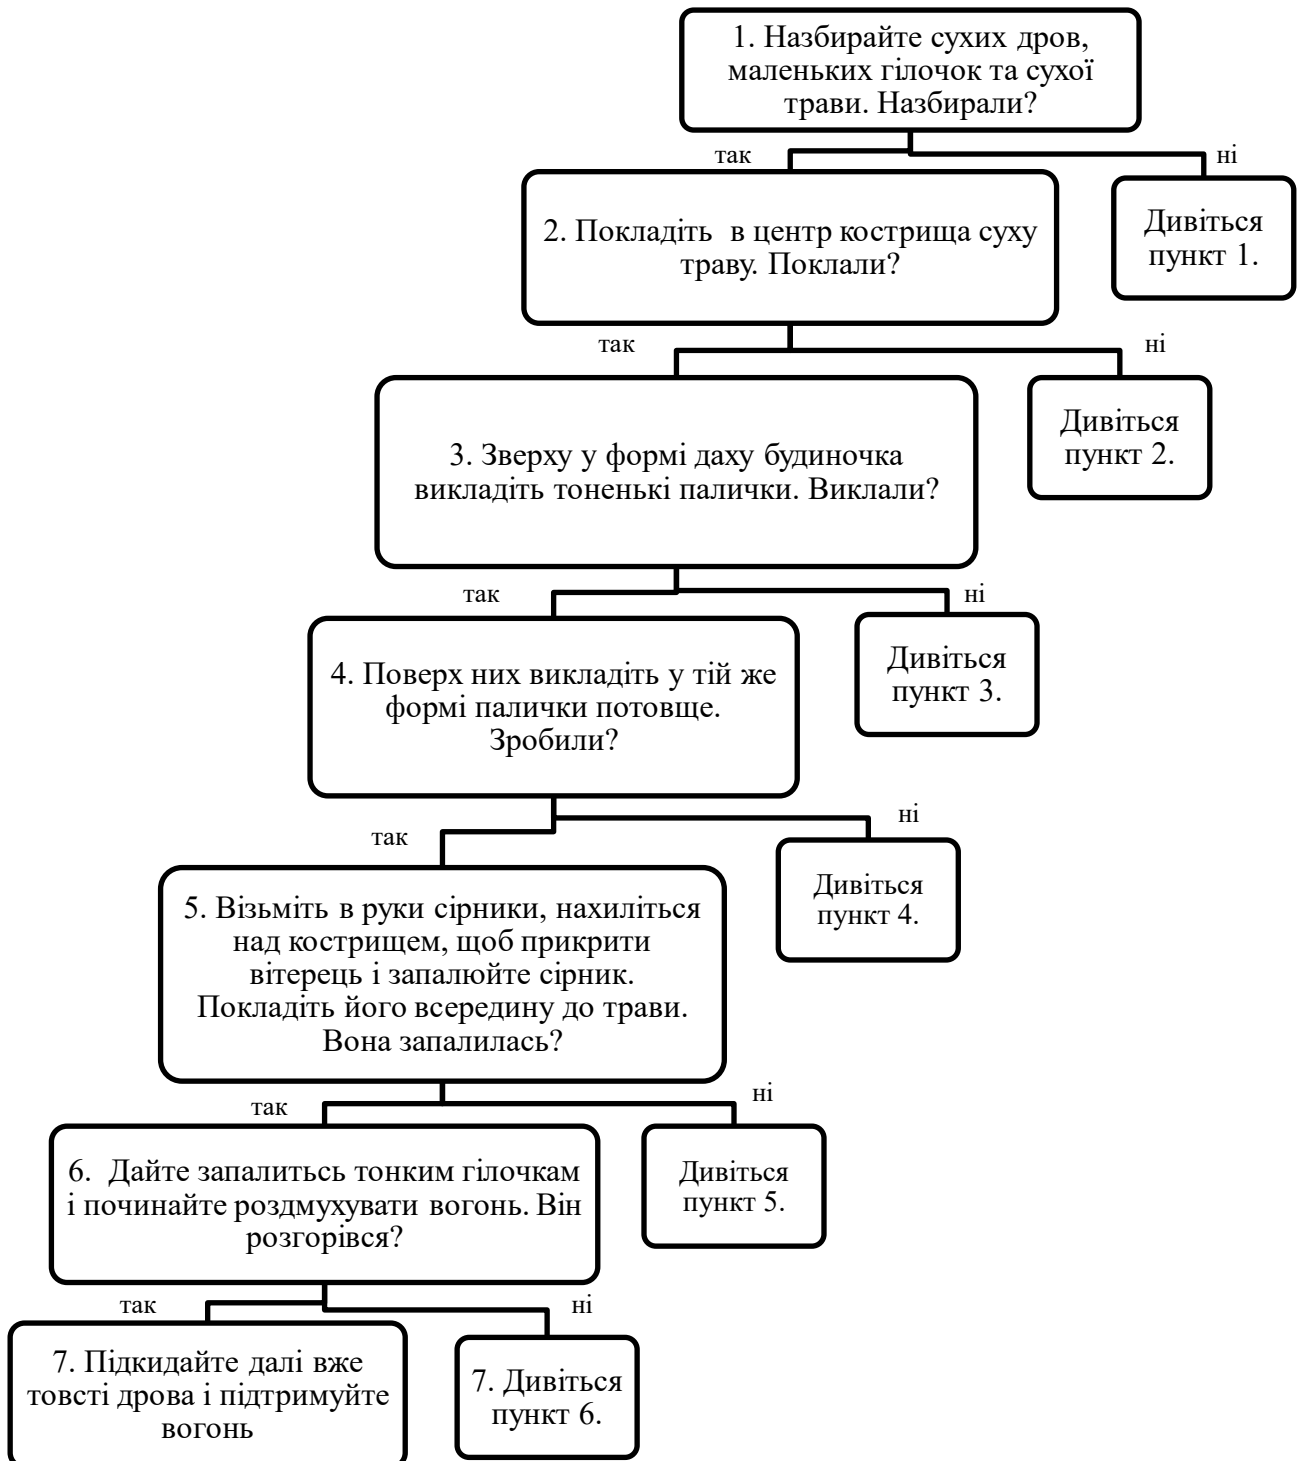 1. Назбирайте сухих дров,
маленьких гілочок та сухої
трави. Назбирали?
так
ні
2. Покладіть в центр кострища суху
траву. Поклали?
Дивіться
пункт 1.
так
ні
3. Зверху у формі даху будиночка
викладіть тоненькі палички. Виклали?
Дивіться
пункт 2.
так
ні
4. Поверх них викладіть у тій же
формі палички потовще.
Зробили?
Дивіться
пункт 3.
так
ні
5. Візьміть в руки сірники, нахиліться
над кострищем, щоб прикрити
вітерець і запалюйте сірник.
Покладіть його всередину до трави.
Вона запалилась?
Дивіться
пункт 4.
так
ні
6. Дайте запалитьсь тонким гілочкам
і починайте роздмухувати вогонь. Він
розгорівся?
Дивіться
пункт 5.
так
ні
7. Підкидайте далі вже
товсті дрова і підтримуйте
вогонь
7. Дивіться
пункт 6.